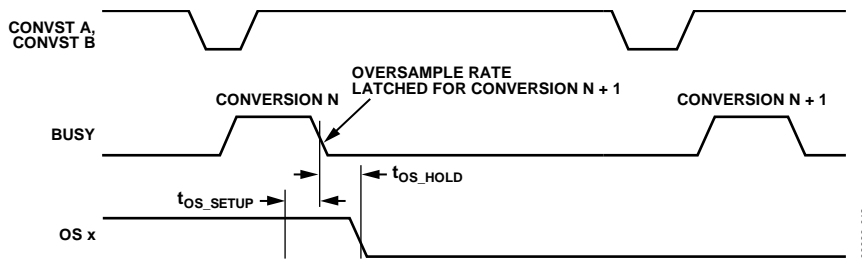 CONVST A,
CONVST B
OVERSAMPLE RATE
LATCHED FOR CONVERSION N + 1
CONVERSION N
CONVERSION N + 1
BUSY
tOS_HOLD
tOS_SETUP
OS x